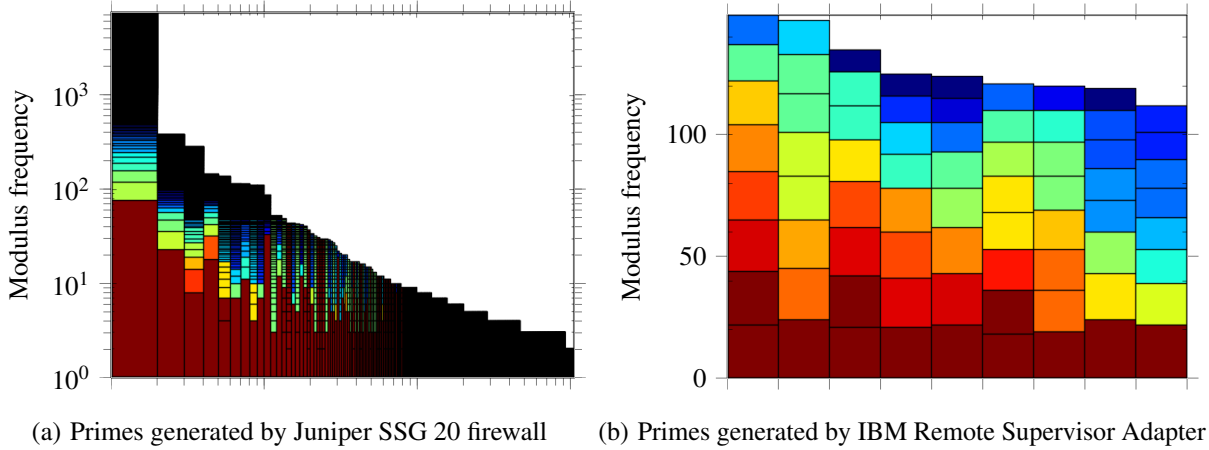 Modulus frequency
10^3
10^2
10^1
10^0
(a) Primes generated by Juniper SSG 20 firewall
Modulus frequency
100
50
0
(b) Primes generated by IBM Remote Supervisor Adapter